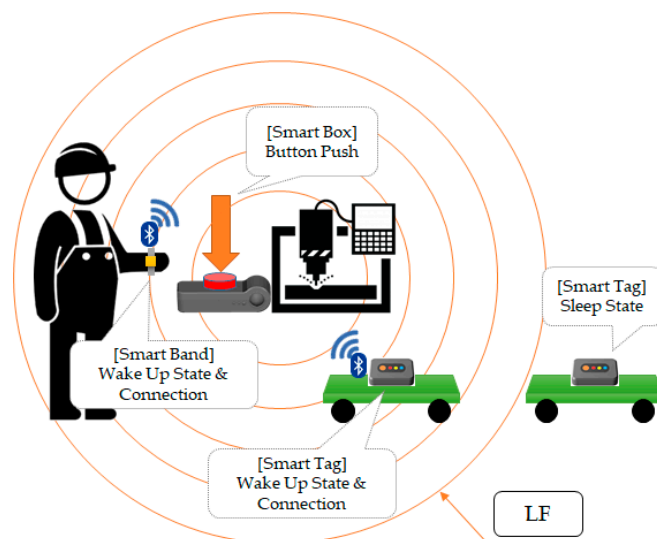 [Smart Box]
Button Push
[Smart Tag]
Sleep State
[Smart Band]
Wake Up State &
Connection
[Smart Tag]
Wake Up State &
Connection
LF